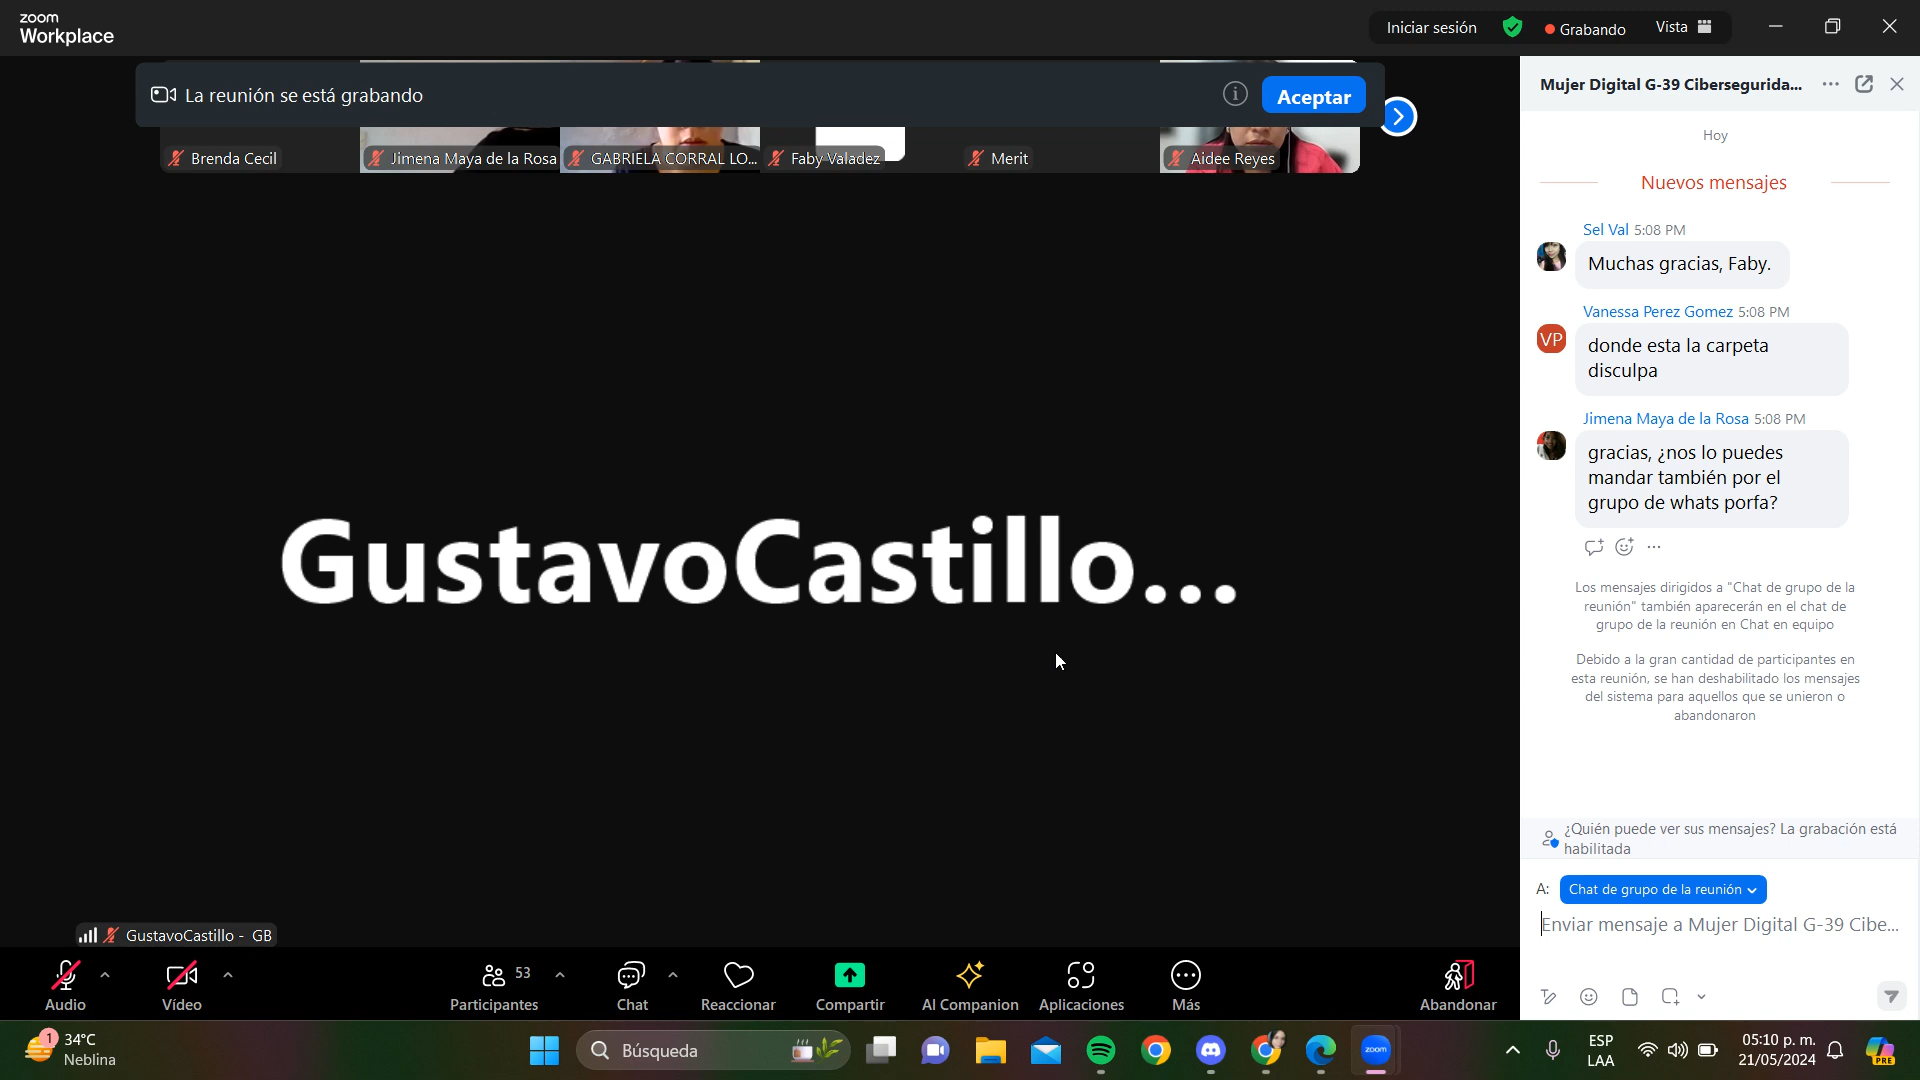 zoom
Workplace
Iniciar sesión
Grabando
Vista
La reunión se está grabando
Aceptar
Brenda Cecil
Jimena Maya de la Rosa
GABRIELA CORRAL LO...
Faby Valadez
Merit
Aidee Reyes
GustavoCastillo...
GustavoCastillo - GB
Mujer Digital G-39 Cibersegurida...
Hoy
Nuevos mensajes
Sel Val 5:08 PM
Muchas gracias, Faby.
Vanessa Perez Gomez 5:08 PM
VP
donde esta la carpeta
disculpa
Jimena Maya de la Rosa 5:08 PM
gracias, ¿nos lo puedes
mandar también por el
grupo de whats porfa?
Los mensajes dirigidos a "Chat de grupo de la
reunión" también aparecerán en el chat de
grupo de la reunión en Chat en equipo
Debido a la gran cantidad de participantes en
esta reunión, se han deshabilitado los mensajes
del sistema para aquellos que se unieron o
abandonaron
¿Quién puede ver sus mensajes? La grabación está
habilitada
A: Chat de grupo de la reunión
Enviar mensaje a Mujer Digital G-39 Cibe...
Audio
Vídeo
53
Participantes
Chat
Reaccionar
Compartir
AI Companion
Aplicaciones
Más
Abandonar
1
34°C
Neblina
Búsqueda
zoom
ESP
LAA
05:10 p. m.
21/05/2024
PRE